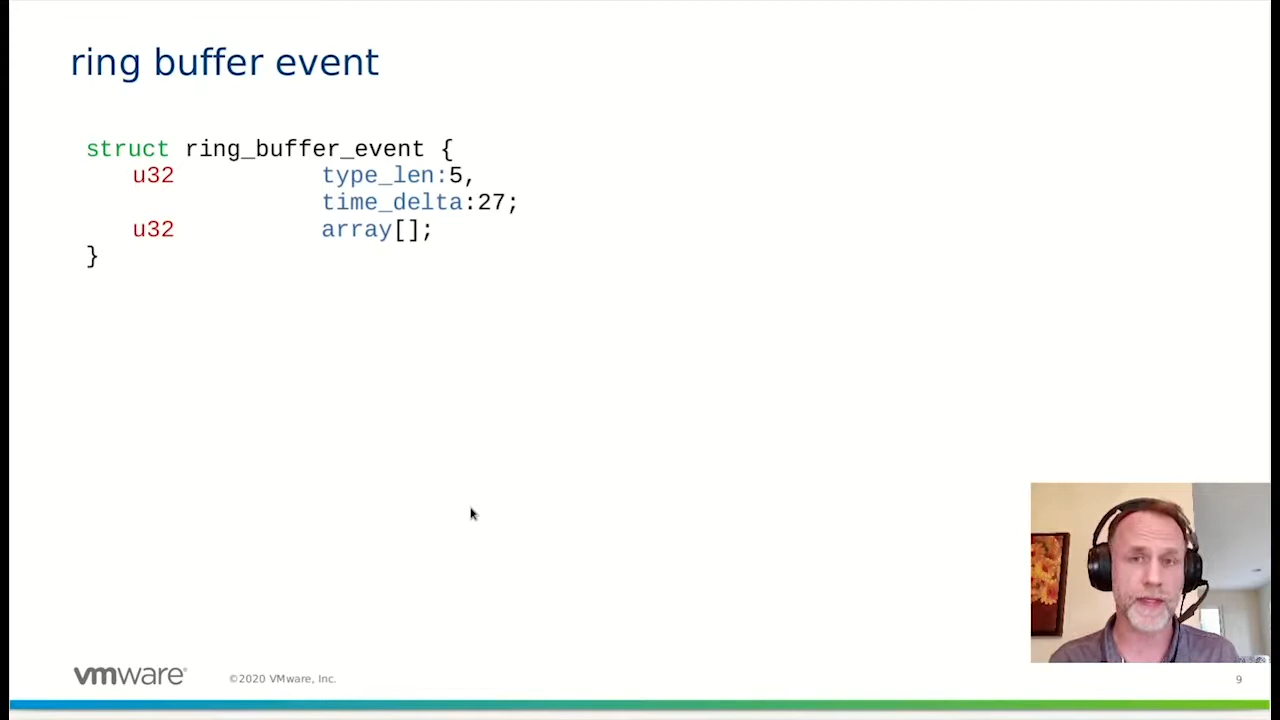 ring buffer event
struct ring_buffer_event {
u32 type_len:5,
time_delta:27;
u32 array[];
}
vmware®
©2020 VMware, Inc.
9